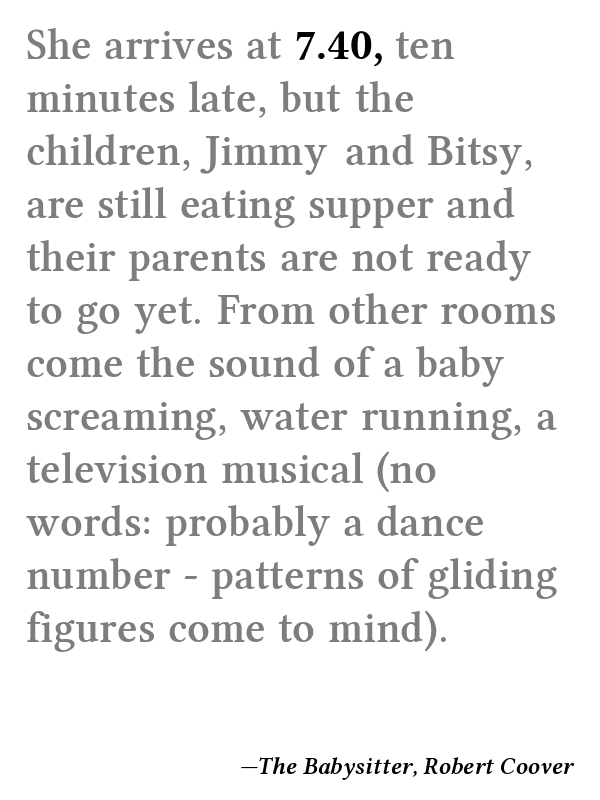 She arrives at 7.40, ten
minutes late, but the
children, Jimmy and Bitsy,
are still eating supper and
their parents are not ready
to go yet. From other rooms
come the sound of a baby
screaming, water running, a
television musical (no
words: probably a dance
number - patterns of gliding
figures come to mind).
—The Babysitter, Robert Coover